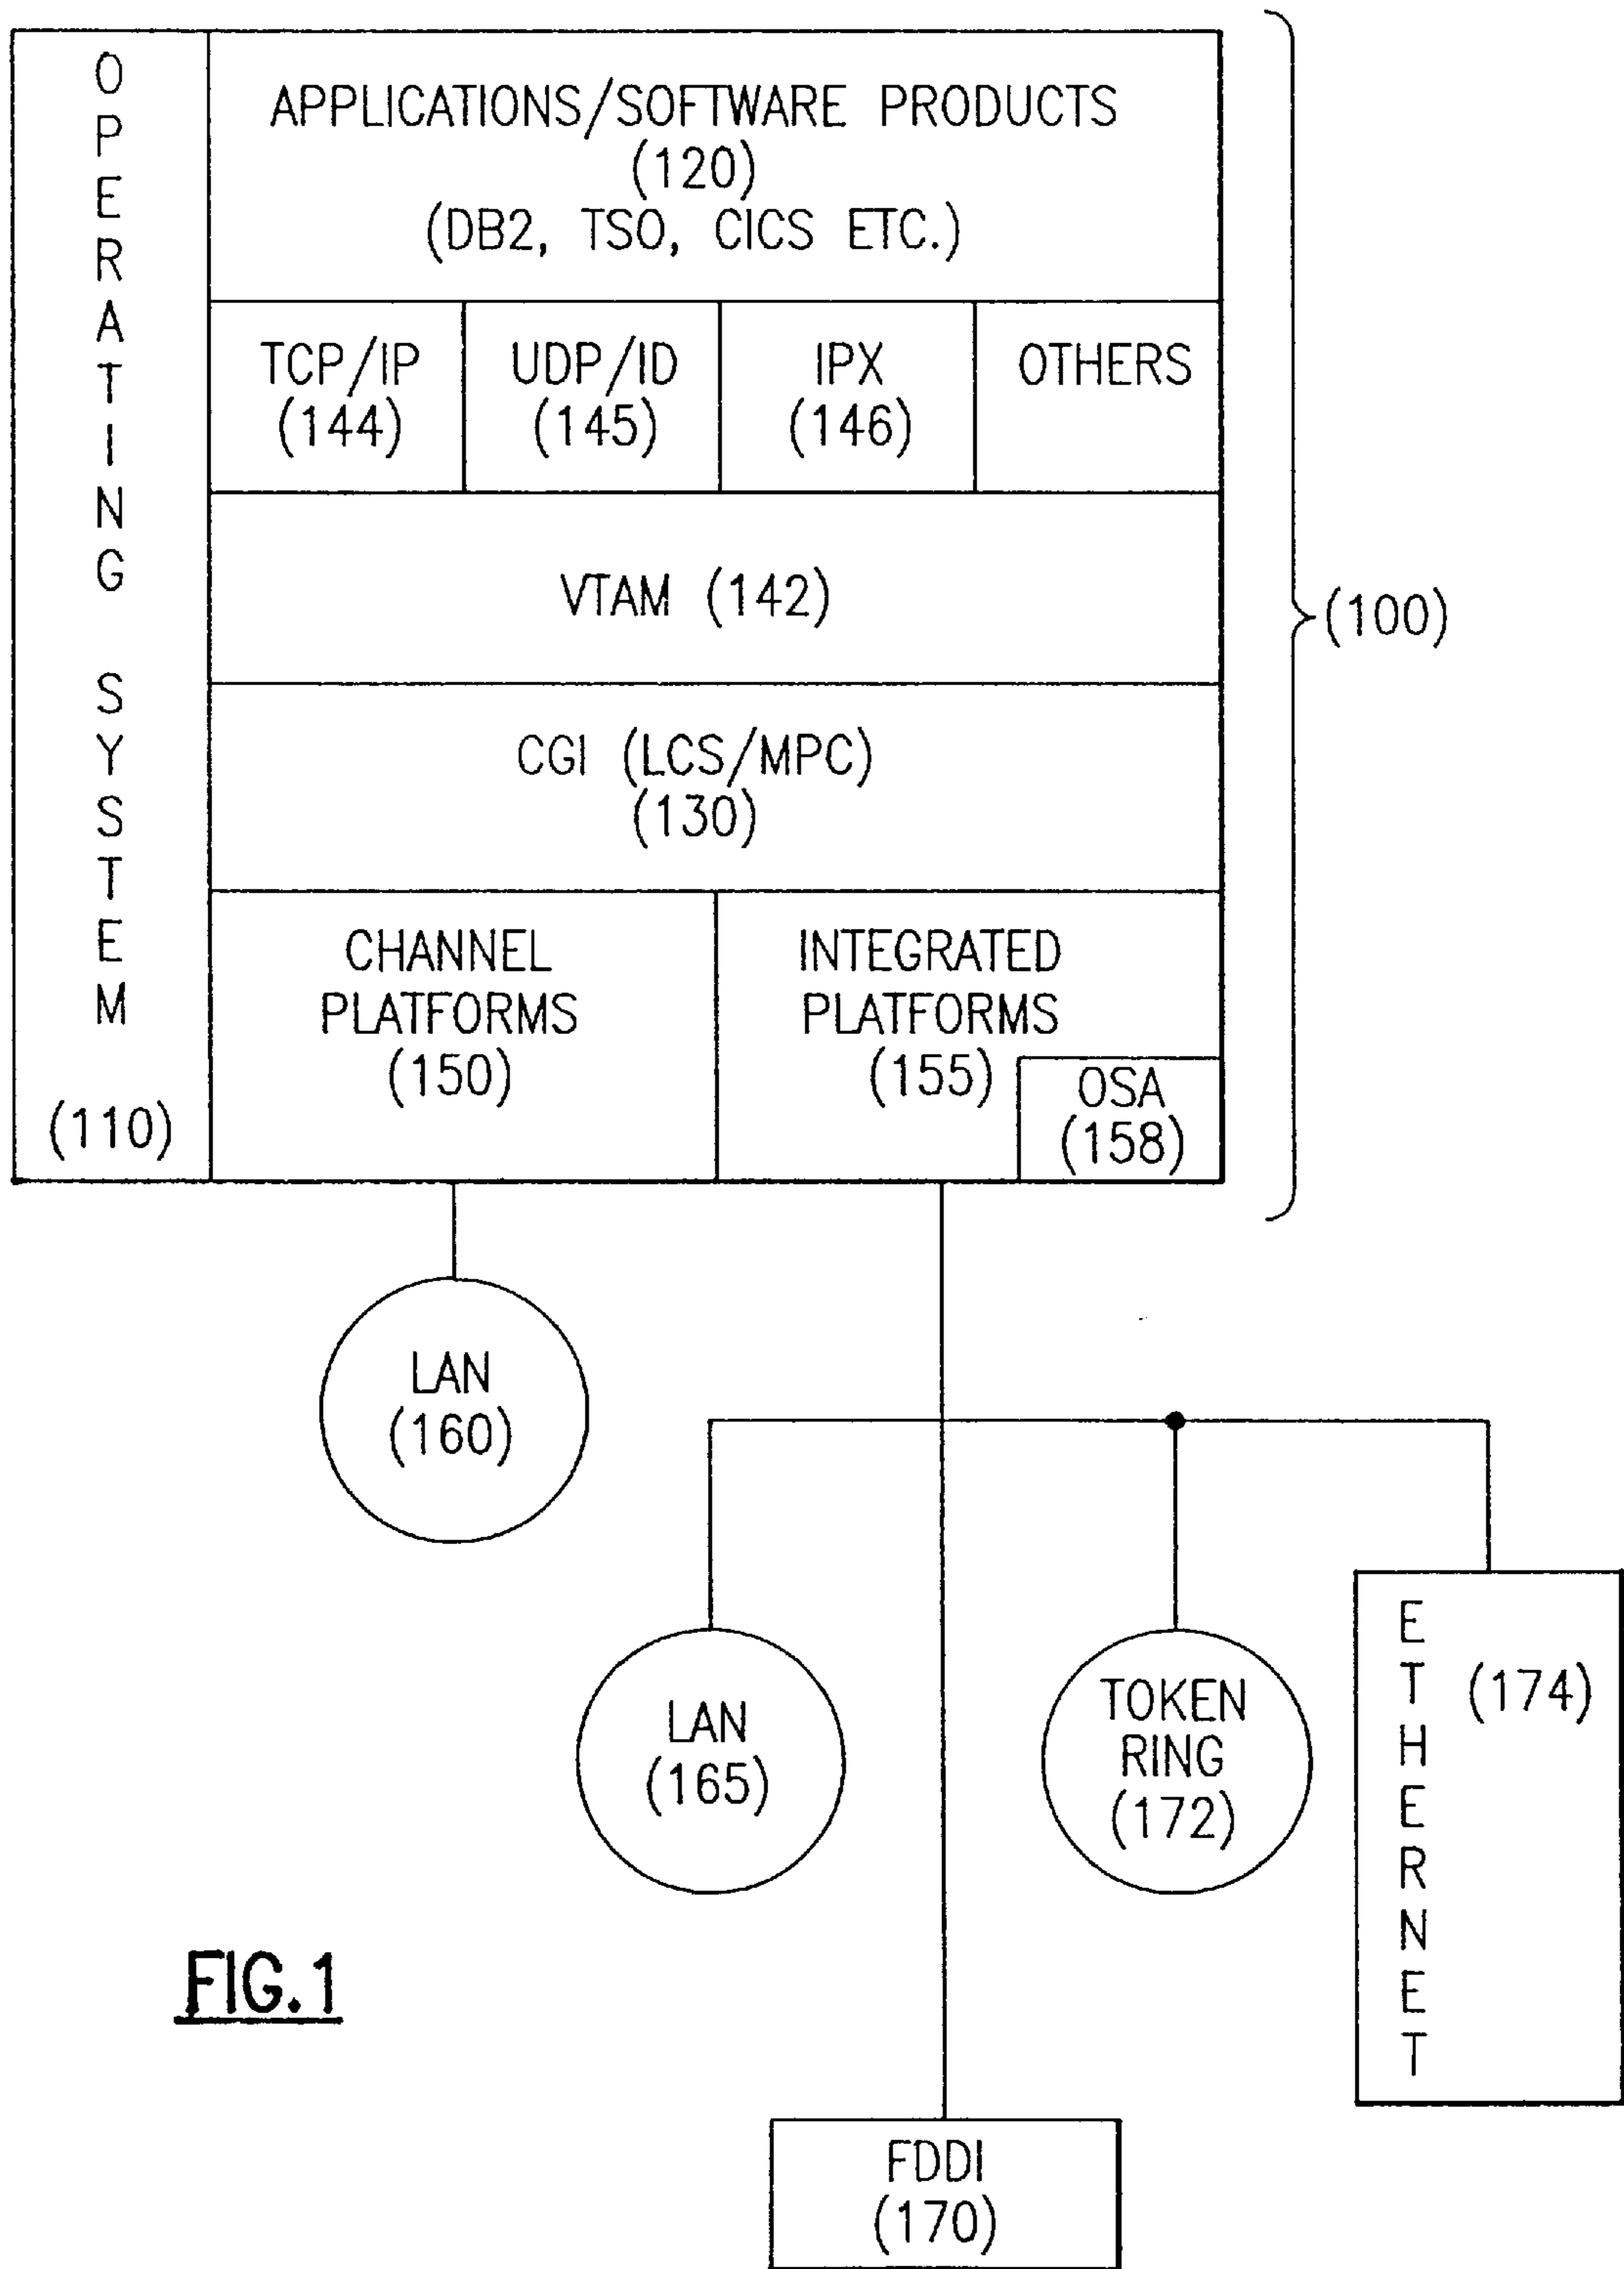 OPERATING SYSTEM
(110)
APPLICATIONS/SOFTWARE PRODUCTS
(120)
(DB2, TSO, CICS ETC.)
TCP/IP
(144)
UDP/ID
(145)
IPX
(146)
OTHERS
VTAM (142)
CGI (LCS/MPC)
(130)
CHANNEL
PLATFORMS
(150)
INTEGRATED
PLATFORMS
(155)
OSA
(158)
(100)
LAN
(160)
LAN
(165)
TOKEN
RING
(172)
ETHERNET
(174)
FDDI
(170)
FIG.1